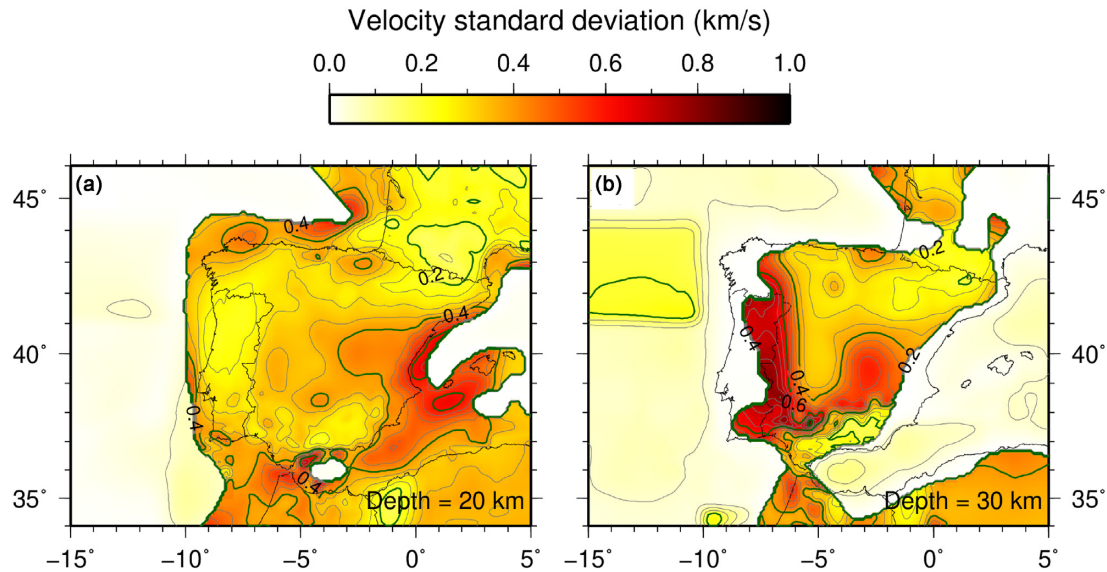 Velocity standard deviation (km/s)
0.0 0.2 0.4 0.6 0.8 1.0
(a) (b)
45° 45°
0.4 0.2
0.2
0.4
0.4 0.2
40° 40°
0.4
0.4 0.6
0.4
35° Depth = 20 km Depth = 30 km 35°
−15° −10° −5° 0° 5° −15° −10° −5° 0° 5°